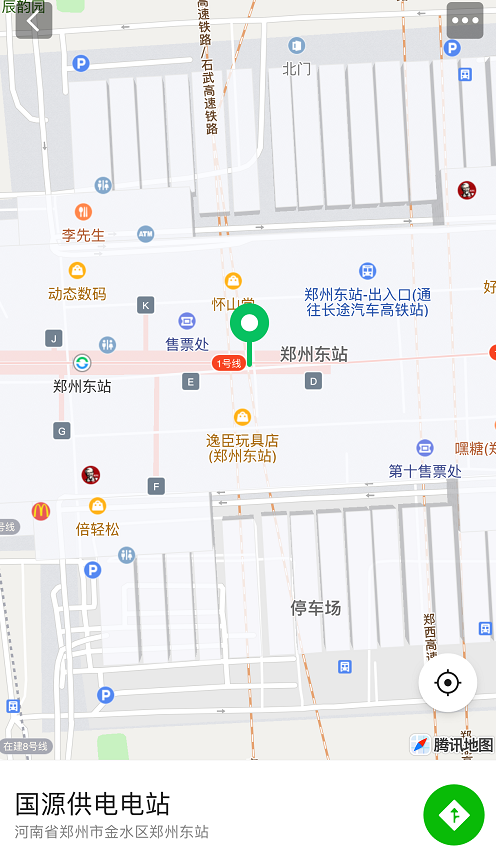 辰韵园
高速铁路/石武高速铁路
P
北门
P
李先生
ATM
动态数码
怀山堂
郑州东站-出入口(通
往长途汽车高铁站)
好
K
售票处
J
郑州东站
1号线
郑州东站
E
D
逸臣玩具店
(郑州东站)
G
第十售票处
嘿糖(郑
F
倍轻松
号线
P
停车场
郑西高速
P
在建8号线
腾讯地图
国源供电电站
河南省郑州市金水区郑州东站